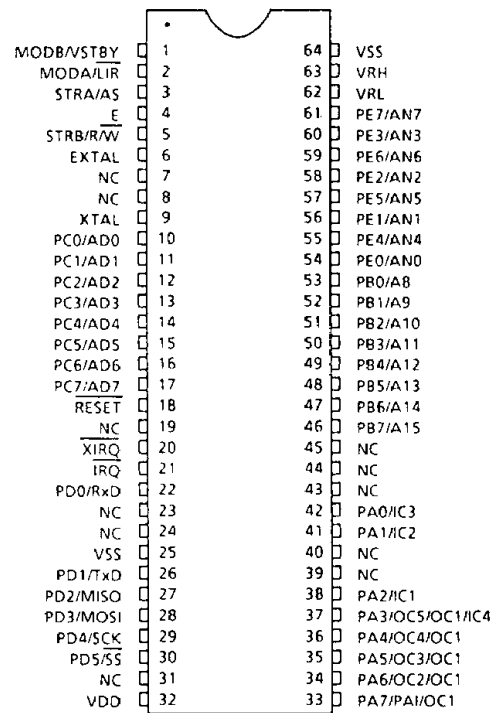 MODB/VSTBY 1 64 VSS
MODA/LIR 2 63 VRH
STRA/AS 3 62 VRL
E 4 61 PE7/AN7
STRB/R/W 5 60 PE3/AN3
EXTAL 6 59 PE6/AN6
NC 7 58 PE2/AN2
NC 8 57 PE5/AN5
XTAL 9 56 PE1/AN1
PC0/AD0 10 55 PE4/AN4
PC1/AD1 11 54 PE0/AN0
PC2/AD2 12 53 PB0/A8
PC3/AD3 13 52 PB1/A9
PC4/AD4 14 51 PB2/A10
PC5/AD5 15 50 PB3/A11
PC6/AD6 16 49 PB4/A12
PC7/AD7 17 48 PB5/A13
RESET 18 47 PB6/A14
NC 19 46 PB7/A15
XIRQ 20 45 NC
IRQ 21 44 NC
PD0/RxD 22 43 NC
NC 23 42 PA0/IC3
NC 24 41 PA1/IC2
VSS 25 40 NC
PD1/TxD 26 39 NC
PD2/MISO 27 38 PA2/IC1
PD3/MOSI 28 37 PA3/OC5/OC1/IC4
PD4/SCK 29 36 PA4/OC4/OC1
PD5/SS 30 35 PA5/OC3/OC1
NC 31 34 PA6/OC2/OC1
VDD 32 33 PA7/PAI/OC1